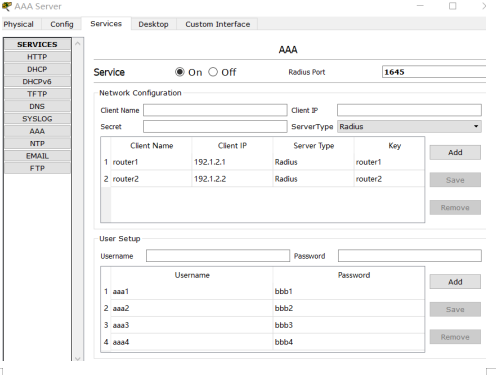 AAA Server
Physical Config Services Desktop Custom Interface
SERVICES
HTTP
DHCP
DHCPv6
TFTP
DNS
SYSLOG
AAA
NTP
EMAIL
FTP
AAA
Service On Off Radius Port 1645
Network Configuration
Client Name Client IP
Secret ServerType Radius
Client Name Client IP Server Type Key
1 router1 192.1.2.1 Radius router1
2 router2 192.1.2.2 Radius router2
Add
Save
Remove
User Setup
Username Password
Username Password
1 aaa1 bbb1
2 aaa2 bbb2
3 aaa3 bbb3
4 aaa4 bbb4
Add
Save
Remove